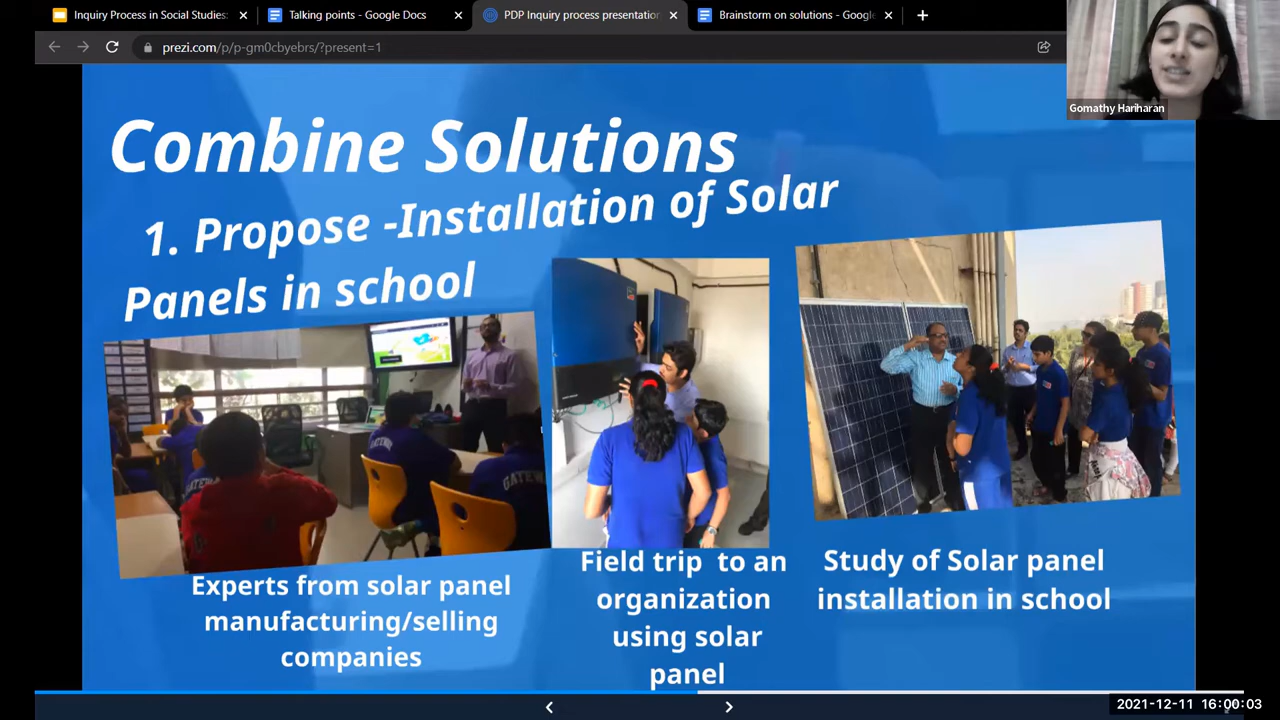 Inquiry Process in Social Studies:
Talking points - Google Docs
PDP Inquiry process presentation
Brainstorm on solutions - Google
prezi.com/p/p-gm0cbyebrs/?present=1
Gomathy Hariharan
Combine Solutions
1. Propose -Installation of Solar
Panels in school
GATEWAY
GATEWAY
Experts from solar panel
manufacturing/selling
companies
Field trip to an
organization
using solar
panel
Study of Solar panel
installation in school
2021-12-11 16:00:03